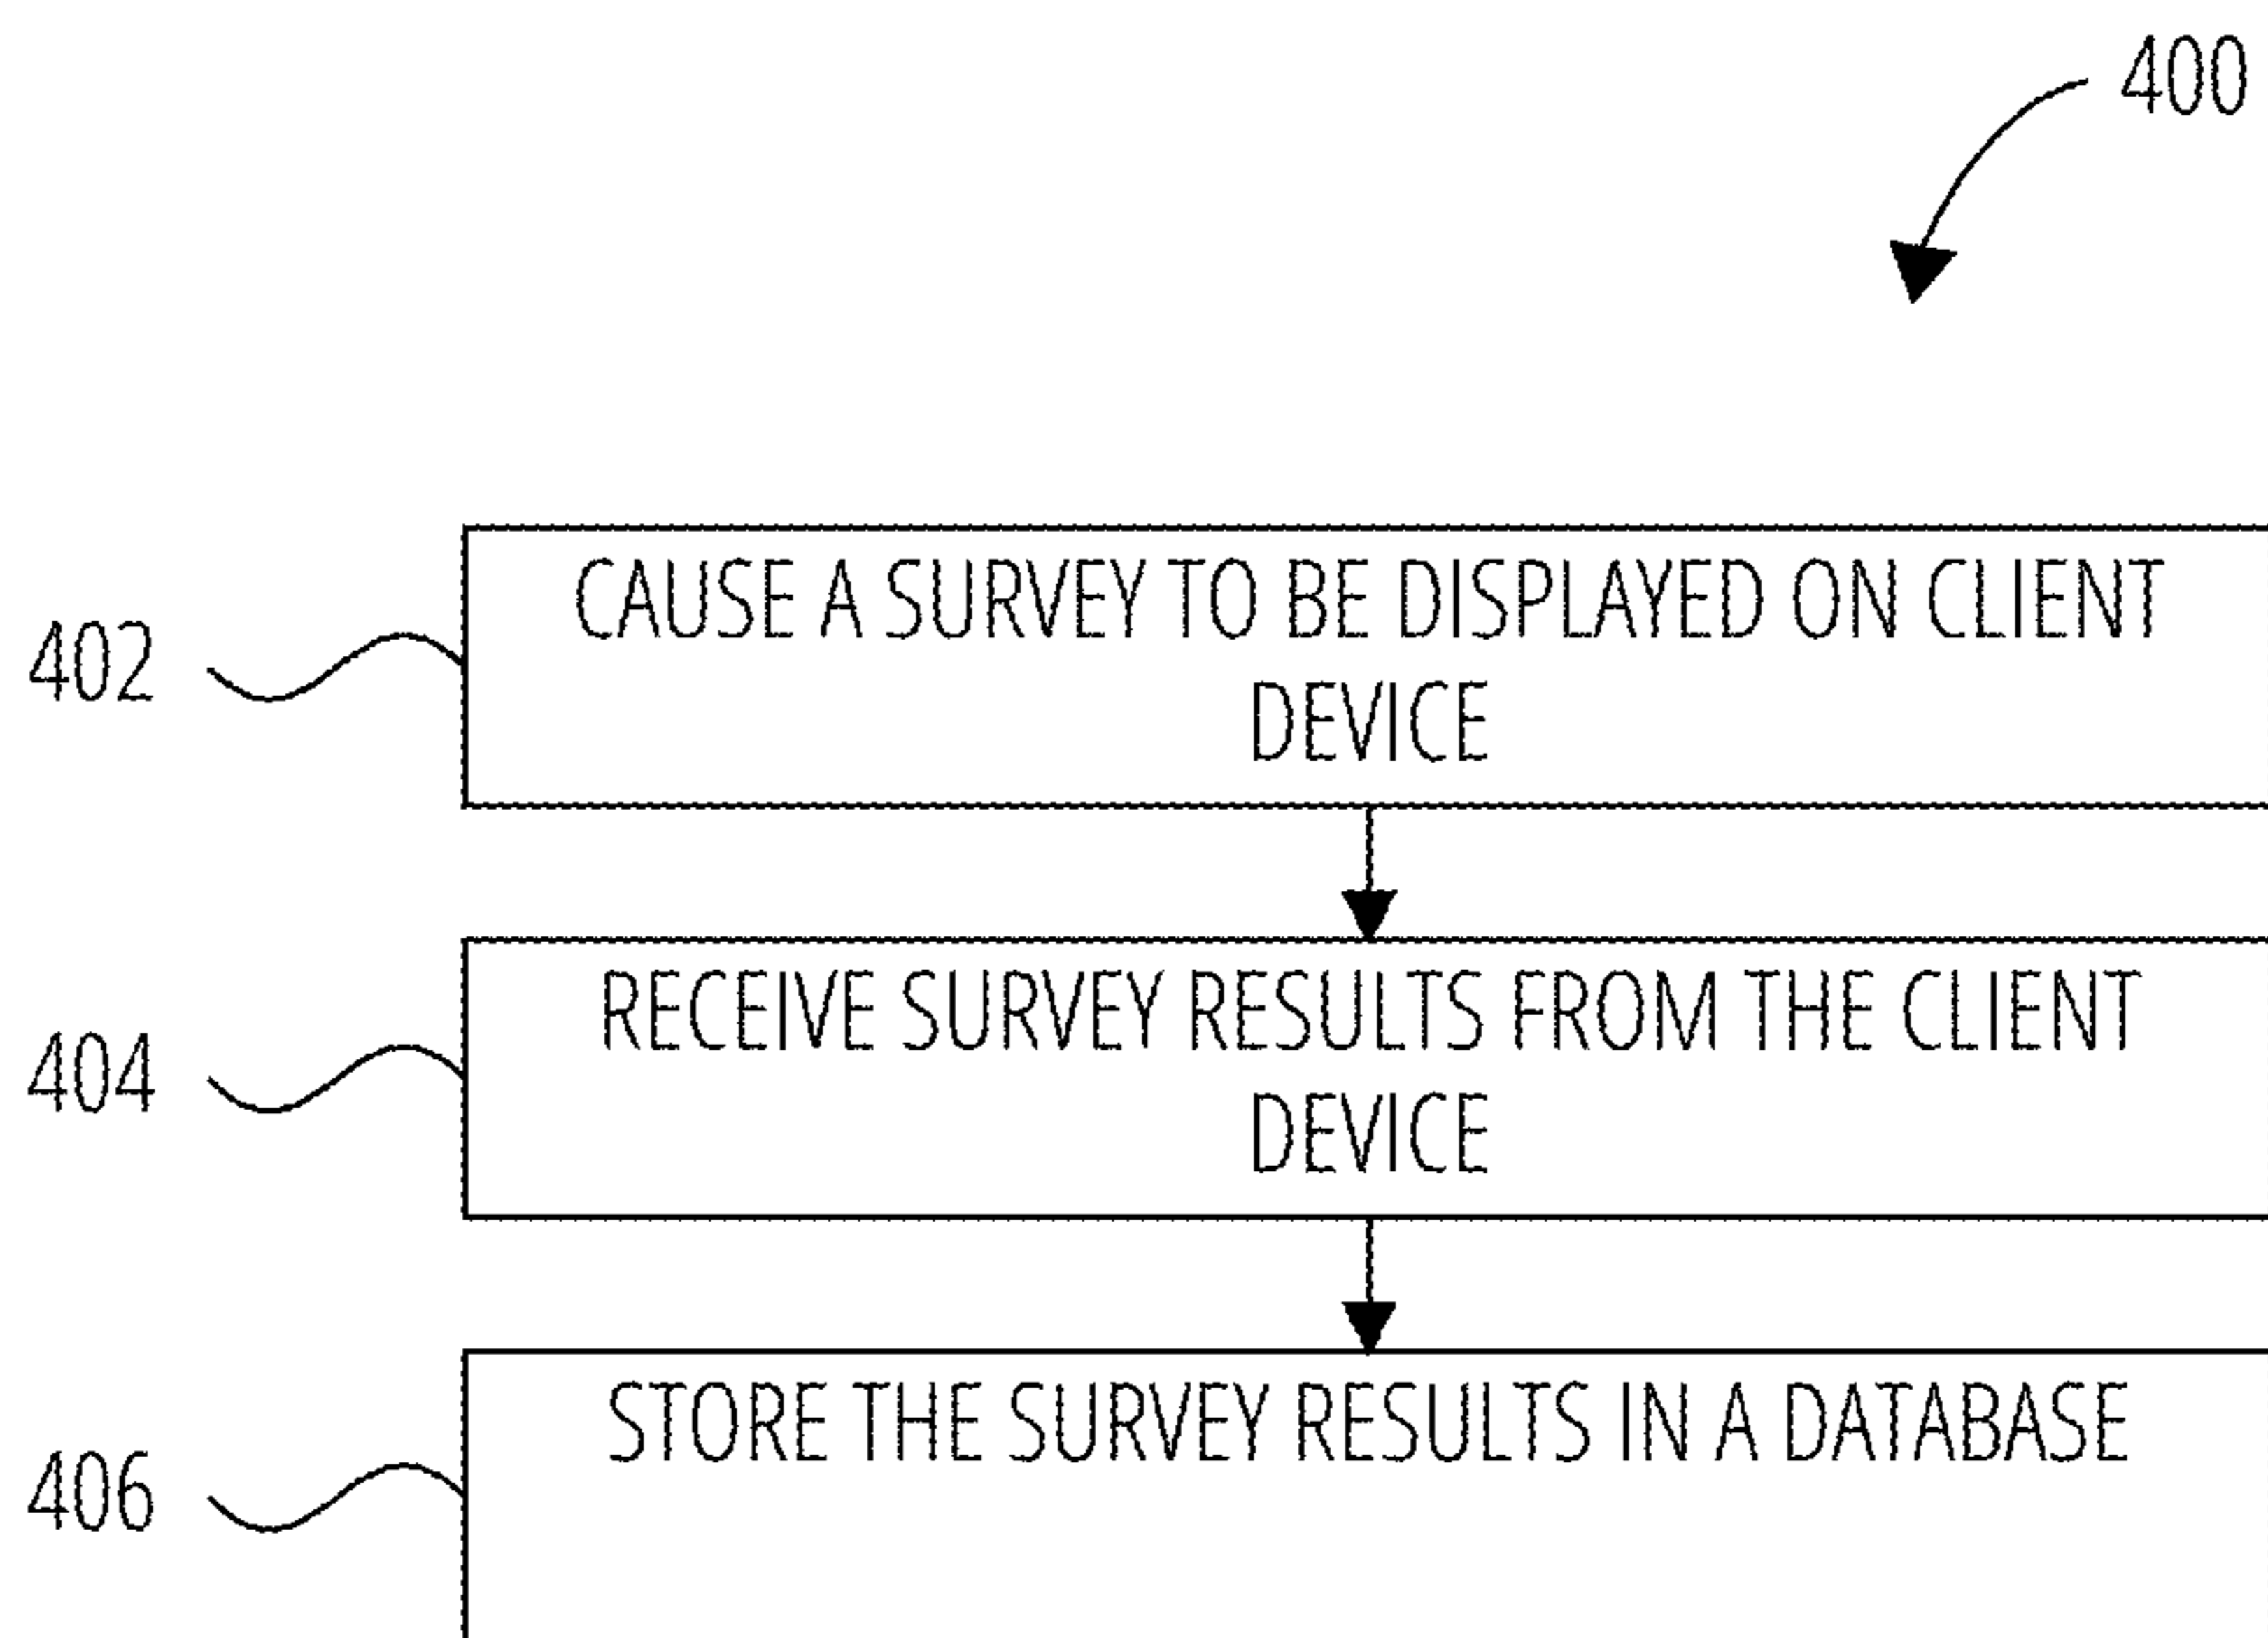 400
402
CAUSE A SURVEY TO BE DISPLAYED ON CLIENT
DEVICE
404
RECEIVE SURVEY RESULTS FROM THE CLIENT
DEVICE
406
STORE THE SURVEY RESULTS IN A DATABASE